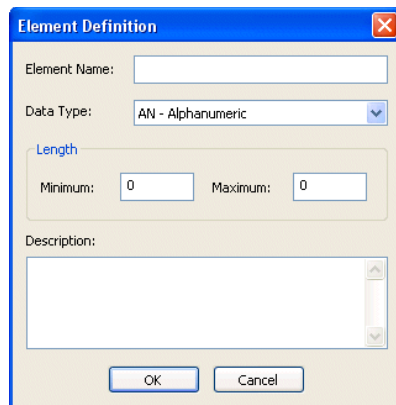 Element Definition
Element Name:
Data Type: AN - Alphanumeric
Length
Minimum: 0 Maximum: 0
Description:
OK Cancel